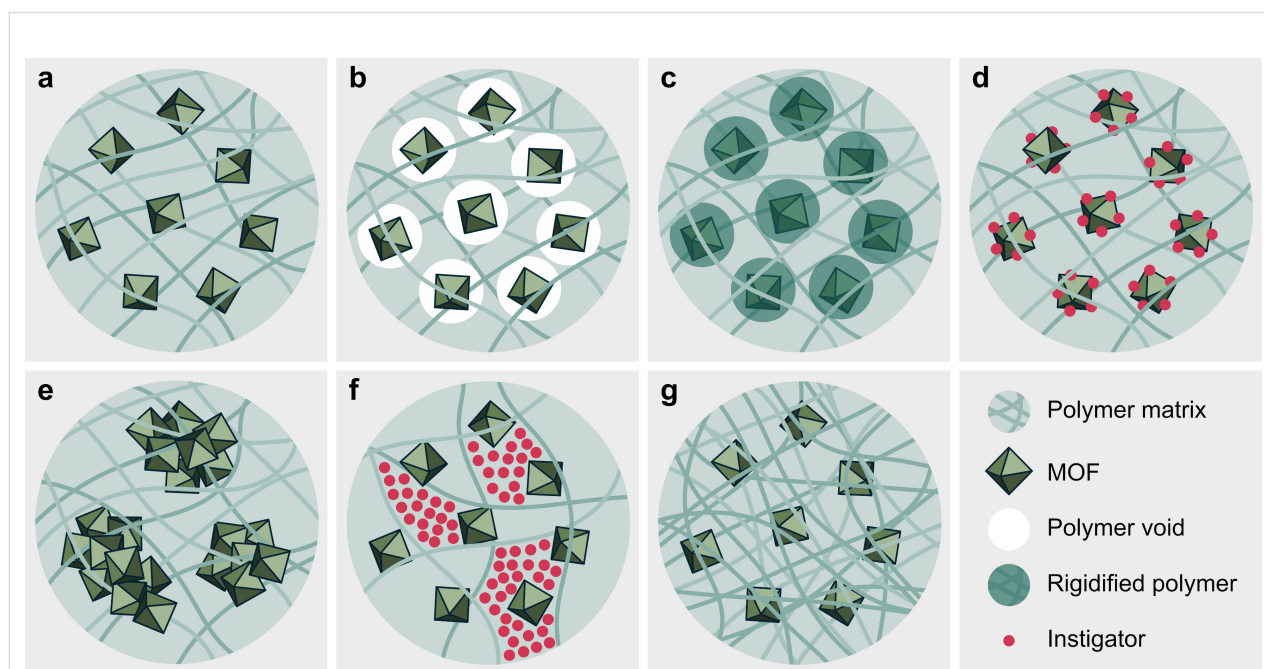 a
b
c
d
e
f
g
Polymer matrix
MOF
Polymer void
Rigidified polymer
Instigator